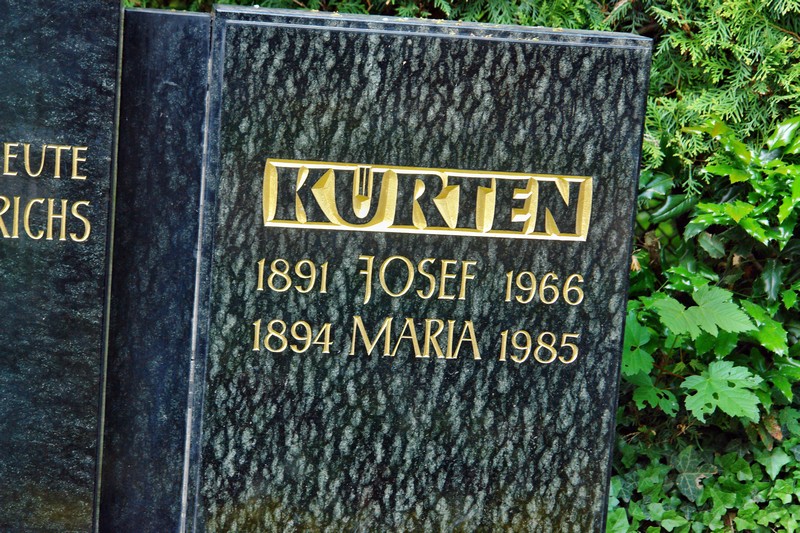 EUTE
RICHS
KÜRTEN
1891 JOSEF 1966
1894 MARIA 1985